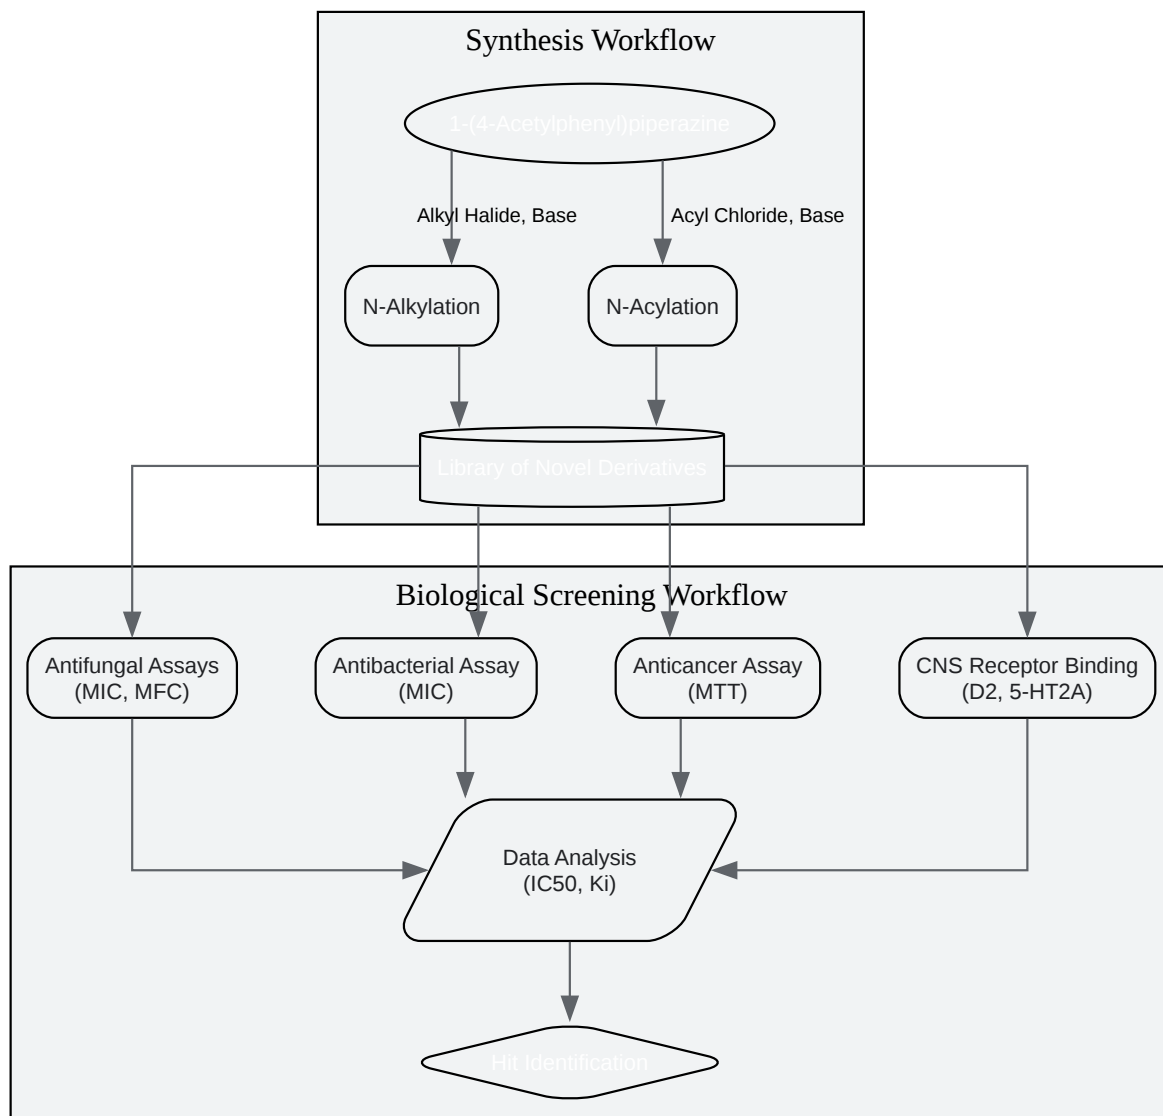 Synthesis Workflow
1-(4-Acetylphenyl)piperazine
Alkyl Halide, Base
Acyl Chloride, Base
N-Alkylation
N-Acylation
Library of Novel Derivatives
Biological Screening Workflow
Antifungal Assays
(MIC, MFC)
Antibacterial Assay
(MIC)
Anticancer Assay
(MTT)
CNS Receptor Binding
(D2, 5-HT2A)
Data Analysis
(IC50, Ki)
Hit Identification